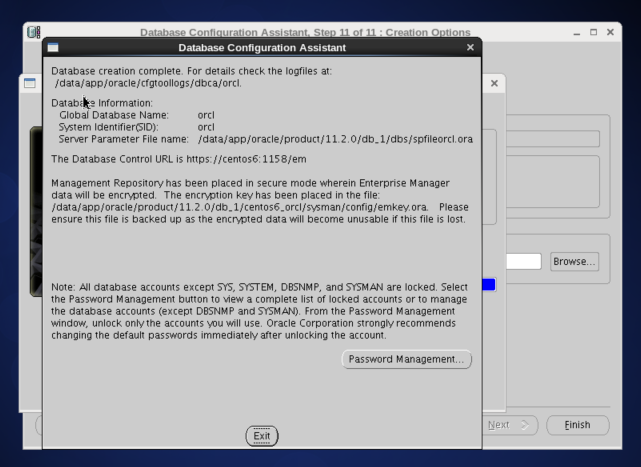 Database Configuration Assistant, Step 11 of 11 : Creation Options
Database Configuration Assistant
Database creation complete. For details check the logfiles at:
/data/app/oracle/cfgtoollogs/dbca/orcl.
Database Information:
Global Database Name: orcl
System Identifier(SID): orcl
Server Parameter File name: /data/app/oracle/product/11.2.0/db_1/dbs/spfileorcl.ora
The Database Control URL is https://centos6:1158/em
Management Repository has been placed in secure mode wherein Enterprise Manager
data will be encrypted. The encryption key has been placed in the file:
/data/app/oracle/product/11.2.0/db_1/centos6_orcl/sysman/config/emkey.ora. Please
ensure this file is backed up as the encrypted data will become unusable if this file is lost.
Browse...
Note: All database accounts except SYS, SYSTEM, DBSNMP, and SYSMAN are locked. Select
the Password Management button to view a complete list of locked accounts or to manage
the database accounts (except DBSNMP and SYSMAN). From the Password Management
window, unlock only the accounts you will use. Oracle Corporation strongly recommends
changing the default passwords immediately after unlocking the account.
Password Management...
Exit
Next
Finish